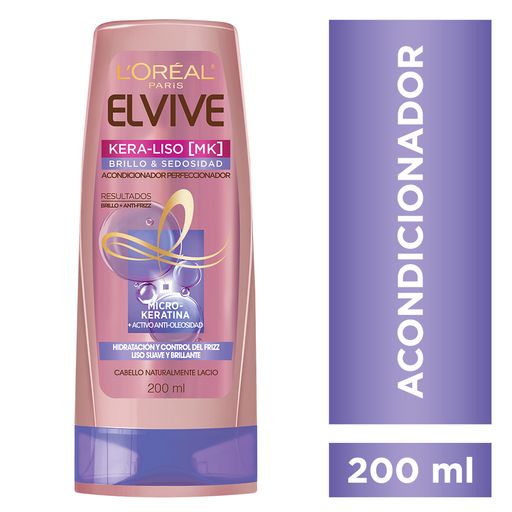 L'ORÉAL
PARIS
ELVIVE
KERA-LISO [MK]
BRILLO & SEDOSIDAD
ACONDICIONADOR PERFECCIONADOR
RESULTADOS
BRILLO + ANTI-FRIZZ
MICRO-
KERATINA
+ ACTIVO ANTI-OLEOSIDAD
HIDRATACIÓN Y CONTROL DEL FRIZZ
LISO SUAVE Y BRILLANTE
CABELLO NATURALMENTE LACIO
200 ml
ACONDICIONADOR
200 ml